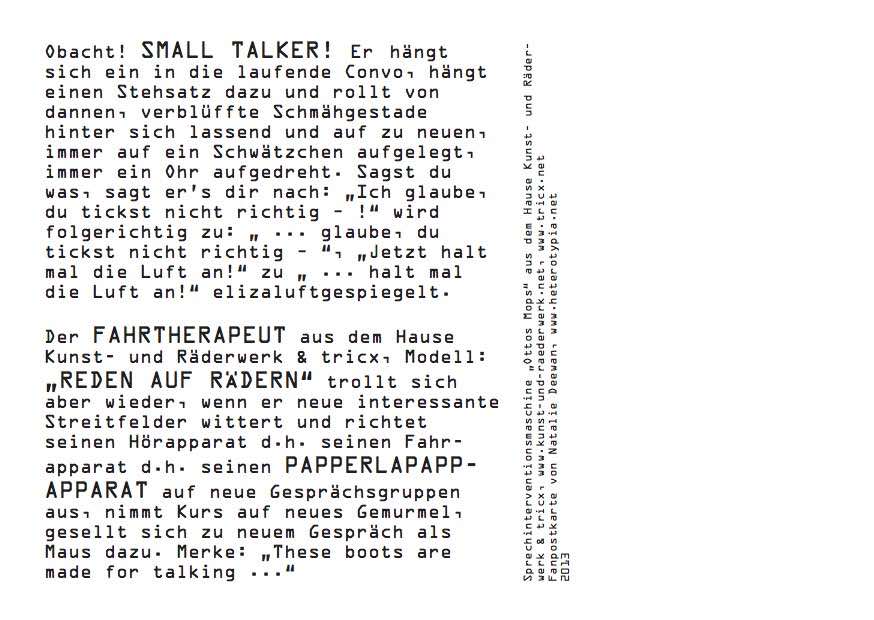 Obacht! SMALL TALKER! Er hängt
sich ein in die laufende Convo, hängt
einen Stehsatz dazu und rollt von
dannen, verblüffte Schmähgestade
hinter sich lassend und auf zu neuen,
immer auf ein Schwätzchen aufgelegt,
immer ein Ohr aufgedreht. Sagst du
was, sagt er's dir nach: „Ich glaube,
du tickst nicht richtig - !“ wird
folgerichtig zu: „ ... glaube, du
tickst nicht richtig - “, „Jetzt halt
mal die Luft an!“ zu „ ... halt mal
die Luft an!“ elizaluftgespiegelt.
Der FAHRTHERAPEUT aus dem Hause
Kunst- und Räderwerk & tricx, Modell:
„REDEN AUF RÄDERN“ trollt sich
aber wieder, wenn er neue interessante
Streitfelder wittert und richtet
seinen Hörapparat d.h. seinen Fahr-
apparat d.h. seinen PAPPERLAPAPP-
APPARAT auf neue Gesprächsgruppen
aus, nimmt Kurs auf neues Gemurmel,
gesellt sich zu neuem Gespräch als
Maus dazu. Merke: „These boots are
made for talking ...“
Sprechinterventionsmaschine „Ottos Mops“ aus dem Hause Kunst- und Räder-
werk & tricx, www.kunst-und-raederwerk.net, www.tricx.net
Fanpostkarte von Natalie Deewan, www.heterotypia.net
2013